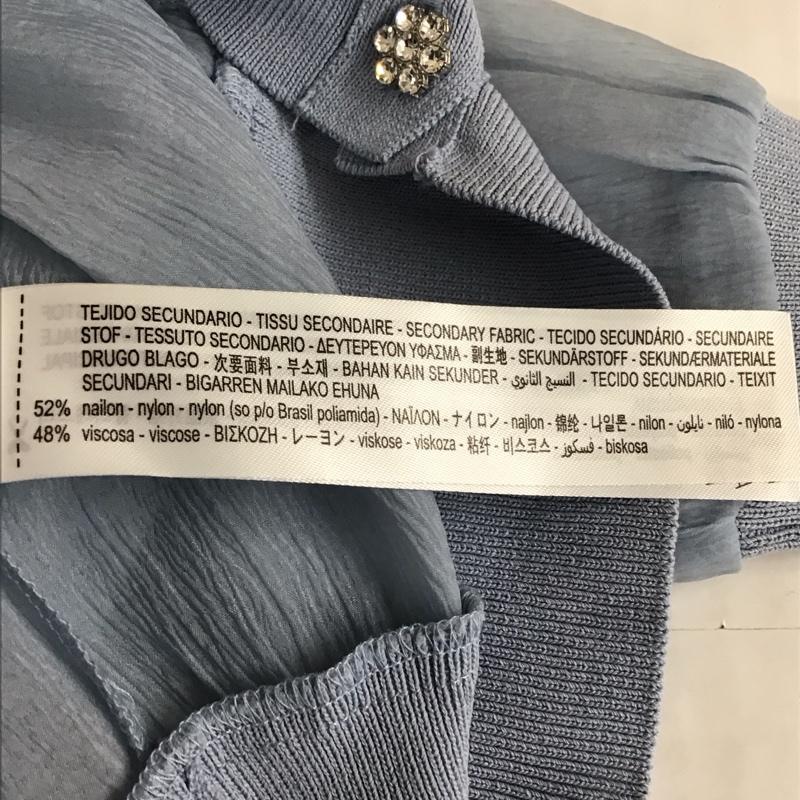 TEJIDO SECUNDARIO - TISSU SECONDAIRE - SECONDARY FABRIC - TECIDO SECUNDÁRIO - SECUNDAIRE
STOF - TESSUTO SECONDARIO - ΔΕΥΤΕΡΕΥΟΝ ΥΦΑΣΜΑ - 副生地 - SEKUNDÄRSTOFF - SEKUNDÆRMATERIALE
DRUGO BLAGO - 次要面料 - 부소재 - BAHAN KAIN SEKUNDER - النسيج الثانوي - TECIDO SECUNDARIO - TEIXIT
SECUNDARI - BIGARREN MAILAKO EHUNA
52% nailon - nylon - nylon (so p/o Brasil poliamida) - ΝΑΪΛΟΝ - ナイロン - najlon - 锦纶 - 나일론 - nilon - نايلون - niló - nylona
48% viscosa - viscose - ΒΙΣΚΟΖΗ - レーヨン - viskose - viskoza - 粘纤 - 비스코스 - فسكوز - biskosa